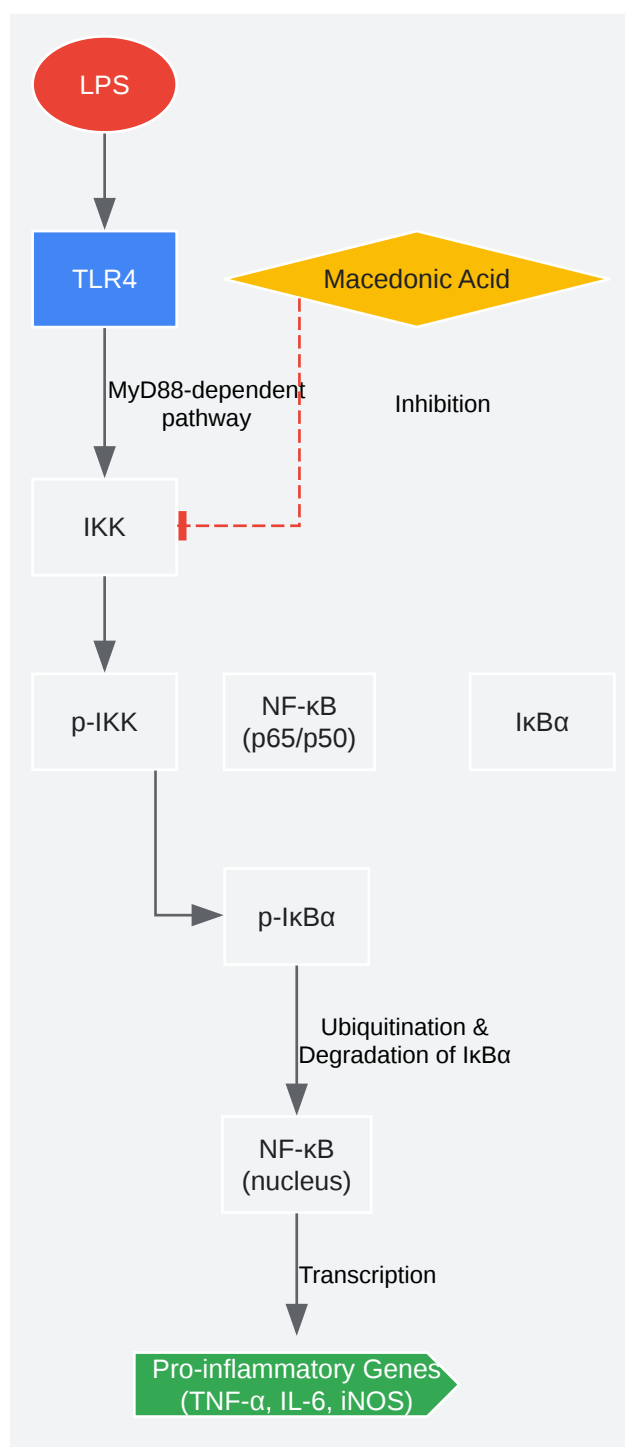 LPS
TLR4
Macedonic Acid
MyD88-dependent
pathway
Inhibition
IKK
p-IKK
NF-κB
(p65/p50)
IκBα
p-IκBα
Ubiquitination &
Degradation of IκBα
NF-κB
(nucleus)
Transcription
Pro-inflammatory Genes
(TNF-α, IL-6, iNOS)